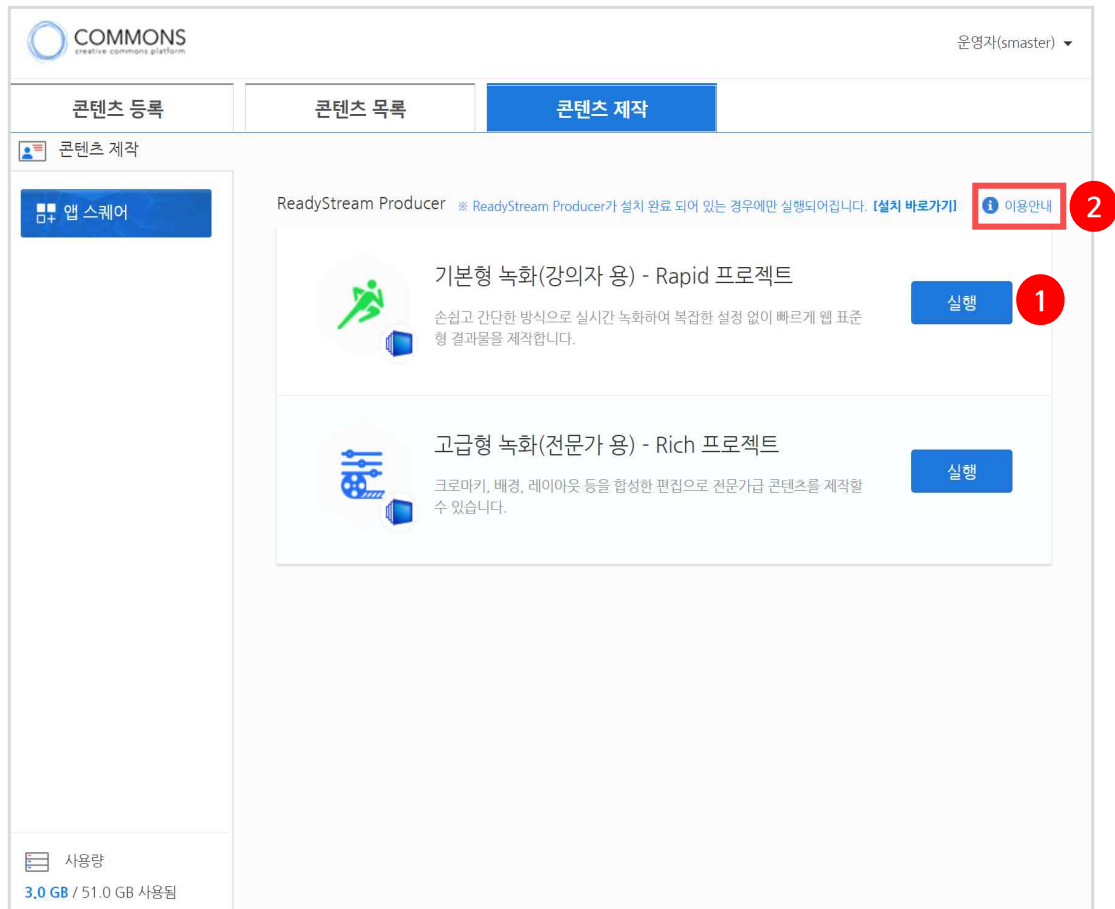 COMMONS
creative commons platform
운영자(smaster)
콘텐츠 등록
콘텐츠 목록
콘텐츠 제작
콘텐츠 제작
앱 스퀘어
ReadyStream Producer ※ ReadyStream Producer가 설치 완료 되어 있는 경우에만 실행되어집니다. [설치 바로가기] 이용안내
2
기본형 녹화(강의자 용) - Rapid 프로젝트
손쉽고 간단한 방식으로 실시간 녹화하여 복잡한 설정 없이 빠르게 웹 표준
형 결과물을 제작합니다.
실행
1
고급형 녹화(전문가 용) - Rich 프로젝트
크로마키, 배경, 레이아웃 등을 합성한 편집으로 전문가급 콘텐츠를 제작할
수 있습니다.
실행
사용량
3.0 GB / 51.0 GB 사용됨